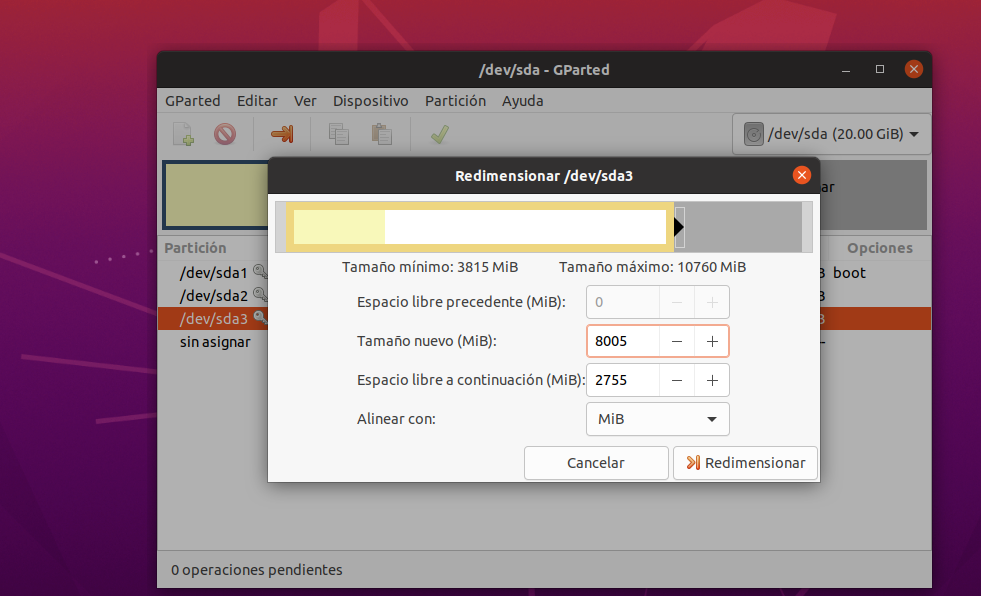 /dev/sda - GParted
GParted Editar Ver Dispositivo Partición Ayuda
/dev/sda (20.00 GiB)
Redimensionar /dev/sda3
ar
Tamaño mínimo: 3815 MiB Tamaño máximo: 10760 MiB
Espacio libre precedente (MiB): 0
Tamaño nuevo (MiB): 8005
Espacio libre a continuación (MiB): 2755
Alinear con: MiB
Cancelar Redimensionar
Partición Opciones
/dev/sda1 B boot
/dev/sda2 B
/dev/sda3 B
sin asignar -
0 operaciones pendientes